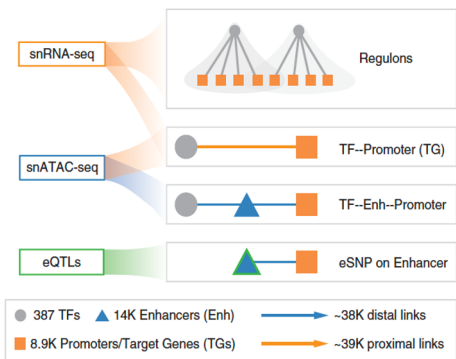 snRNA-seq
Regulons
TF--Promoter (TG)
snATAC-seq
TF--Enh--Promoter
eQTLs
eSNP on Enhancer
387 TFs 14K Enhancers (Enh) ~38K distal links
8.9K Promoters/Target Genes (TGs) ~39K proximal links